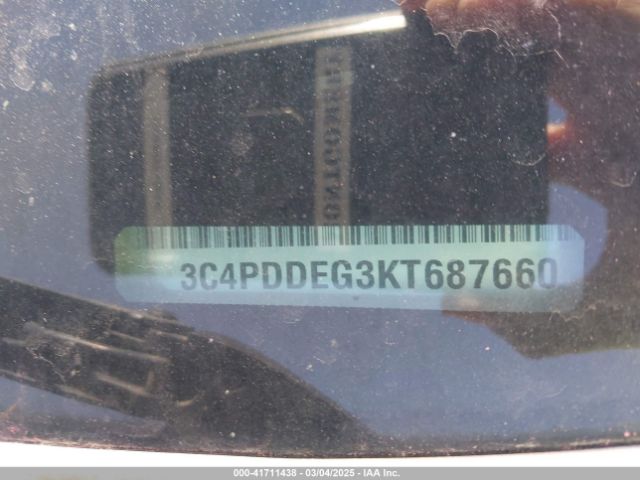 3C4PDDEG3KT687660
000-41711438 - 03/04/2025 - IAA Inc.